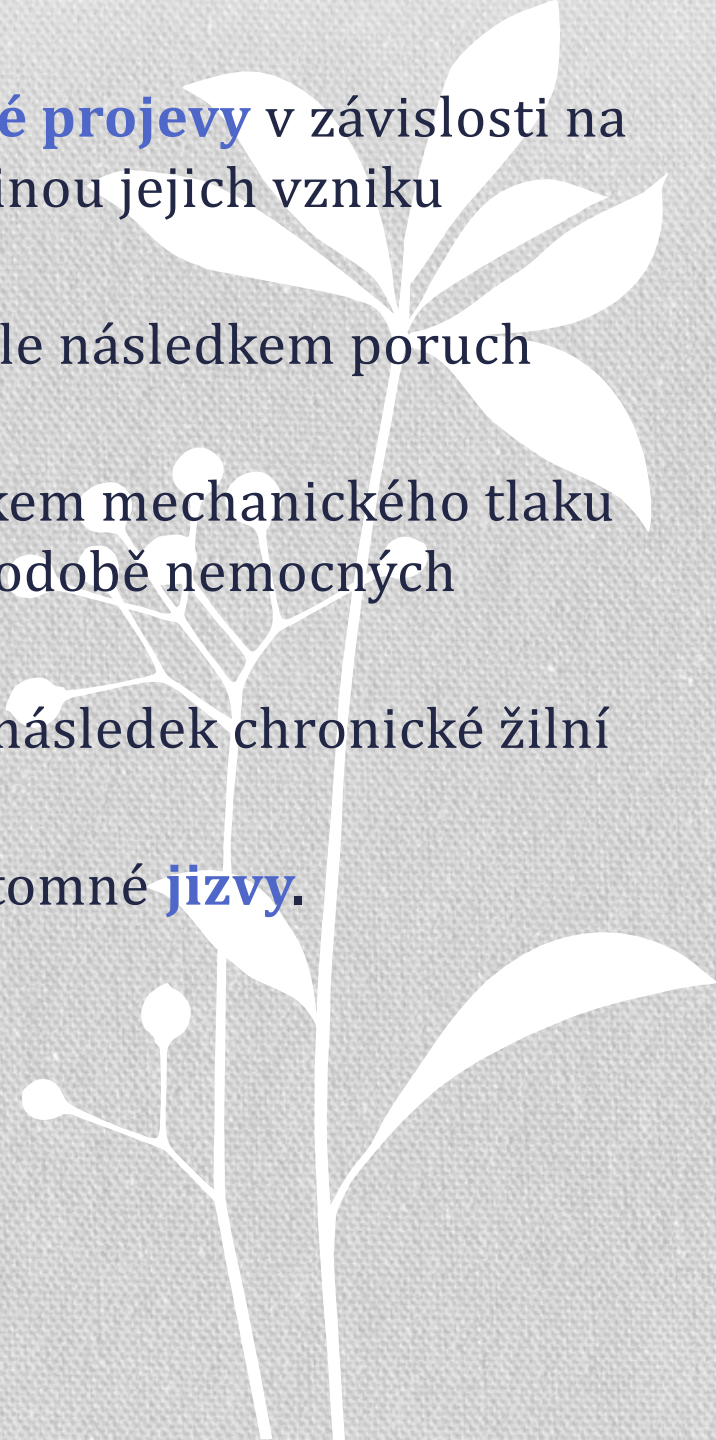 é projevy v závislosti na
inou jejich vzniku
le následkem poruch
kem mechanického tlaku
odobě nemocných
následek chronické žilní
tomné jizvy.